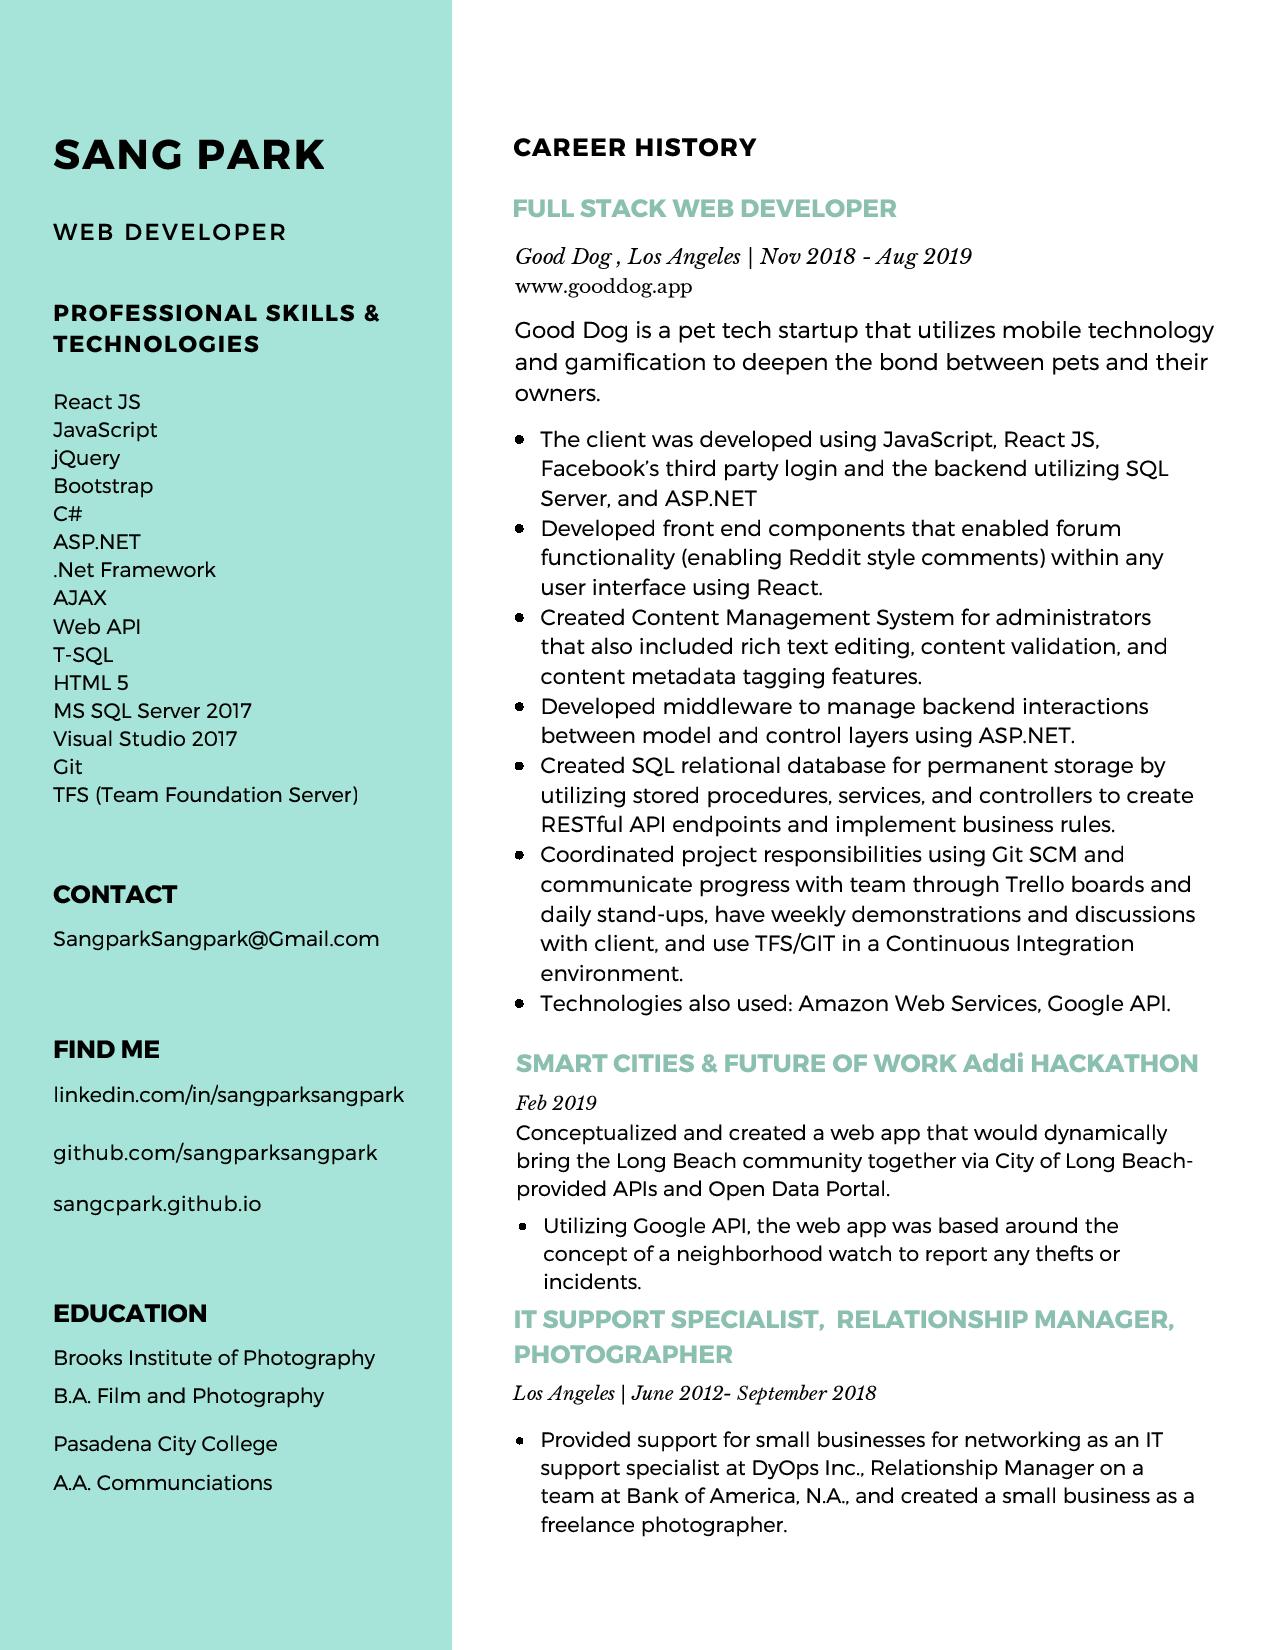 SANG PARK
WEB DEVELOPER
PROFESSIONAL SKILLS &
TECHNOLOGIES
React JS
JavaScript
jQuery
Bootstrap
C#
ASP.NET
.Net Framework
AJAX
Web API
T-SQL
HTML 5
MS SQL Server 2017
Visual Studio 2017
Git
TFS (Team Foundation Server)
CONTACT
SangparkSangpark@Gmail.com
FIND ME
linkedin.com/in/sangparksangpark
github.com/sangparksangpark
sangcpark.github.io
EDUCATION
Brooks Institute of Photography
B.A. Film and Photography
Pasadena City College
A.A. Communciations
CAREER HISTORY
FULL STACK WEB DEVELOPER
Good Dog , Los Angeles | Nov 2018 - Aug 2019
www.gooddog.app
Good Dog is a pet tech startup that utilizes mobile technology
and gamification to deepen the bond between pets and their
owners.
• The client was developed using JavaScript, React JS,
Facebook’s third party login and the backend utilizing SQL
Server, and ASP.NET
• Developed front end components that enabled forum
functionality (enabling Reddit style comments) within any
user interface using React.
• Created Content Management System for administrators
that also included rich text editing, content validation, and
content metadata tagging features.
• Developed middleware to manage backend interactions
between model and control layers using ASP.NET.
• Created SQL relational database for permanent storage by
utilizing stored procedures, services, and controllers to create
RESTful API endpoints and implement business rules.
• Coordinated project responsibilities using Git SCM and
communicate progress with team through Trello boards and
daily stand-ups, have weekly demonstrations and discussions
with client, and use TFS/GIT in a Continuous Integration
environment.
• Technologies also used: Amazon Web Services, Google API.
SMART CITIES & FUTURE OF WORK Addi HACKATHON
Feb 2019
Conceptualized and created a web app that would dynamically
bring the Long Beach community together via City of Long Beach-
provided APIs and Open Data Portal.
• Utilizing Google API, the web app was based around the
concept of a neighborhood watch to report any thefts or
incidents.
IT SUPPORT SPECIALIST, RELATIONSHIP MANAGER,
PHOTOGRAPHER
Los Angeles | June 2012- September 2018
• Provided support for small businesses for networking as an IT
support specialist at DyOps Inc., Relationship Manager on a
team at Bank of America, N.A., and created a small business as a
freelance photographer.